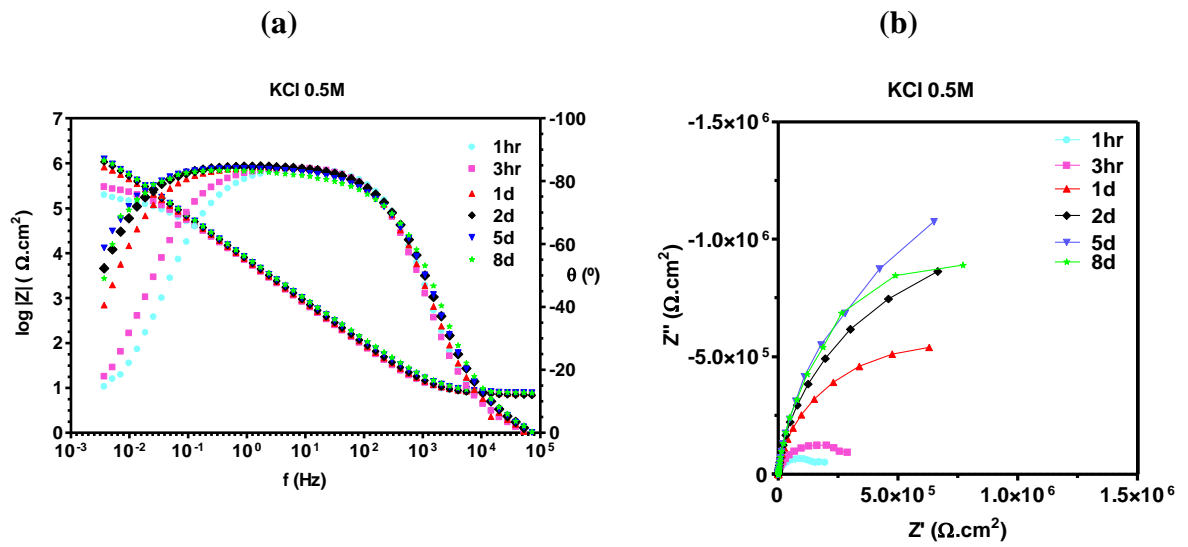 (a)
KCl 0.5M
7
6
5
4
3
2
1
0
log |Z| ( Ω.cm²)
-100
-80
-60
-40
-20
0
θ (º)
1hr
3hr
1d
2d
5d
8d
10⁻³ 10⁻² 10⁻¹ 10⁰ 10¹ 10² 10³ 10⁴ 10⁵
f (Hz)
(b)
KCl 0.5M
-1.5×10⁶
-1.0×10⁶
-5.0×10⁵
0
Z'' (Ω.cm²)
1hr
3hr
1d
2d
5d
8d
0 5.0×10⁵ 1.0×10⁶ 1.5×10⁶
Z' (Ω.cm²)